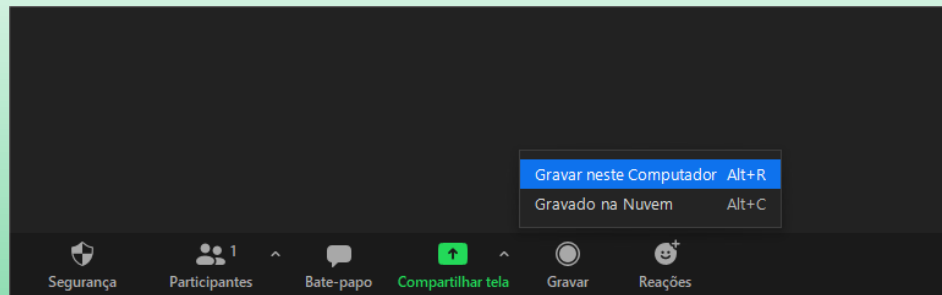 Gravar neste Computador Alt+R
Gravado na Nuvem Alt+C
1
Segurança Participantes Bate-papo Compartilhar tela Gravar Reações